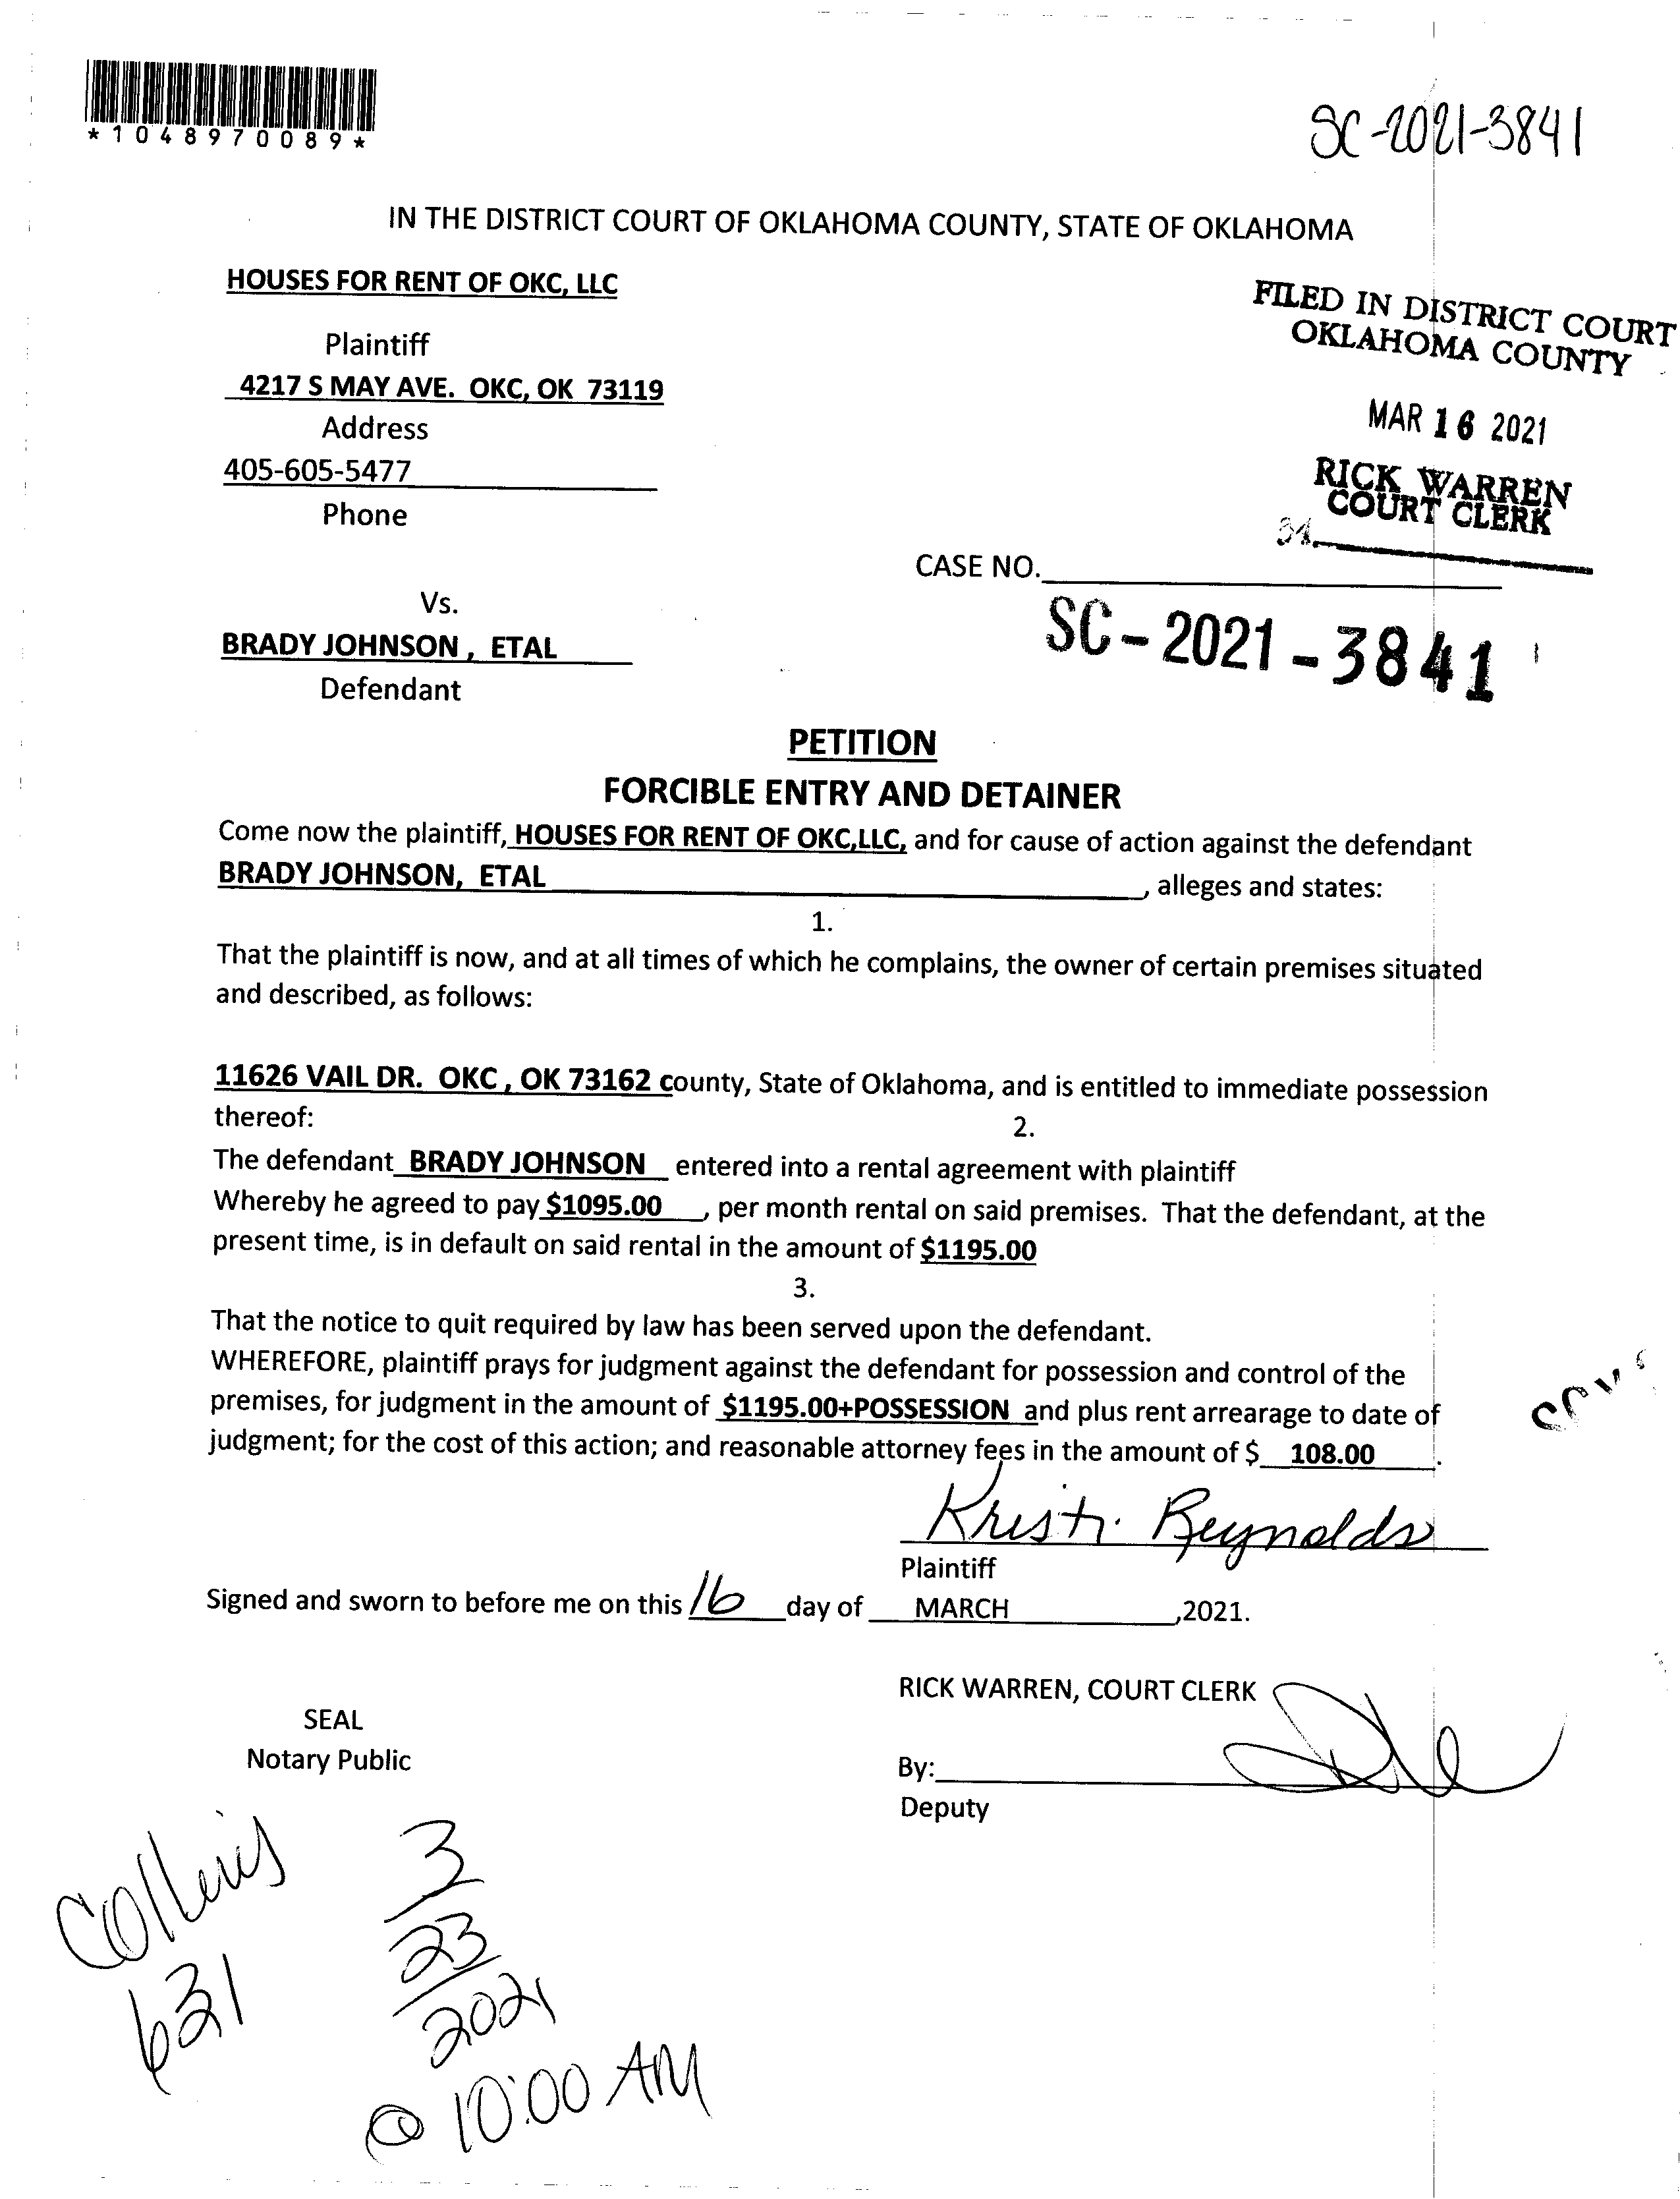 *1048970089*
SC-2021-3841
IN THE DISTRICT COURT OF OKLAHOMA COUNTY, STATE OF OKLAHOMA
HOUSES FOR RENT OF OKC, LLC
Plaintiff
4217 S MAY AVE. OKC, OK 73119
Address
405-605-5477
Phone
FILED IN DISTRICT COURT
OKLAHOMA COUNTY
MAR 16 2021
RICK WARREN
COURT CLERK
34
CASE NO.
SC-2021-3841
Vs.
BRADY JOHNSON , ETAL
Defendant
PETITION
FORCIBLE ENTRY AND DETAINER
Come now the plaintiff, HOUSES FOR RENT OF OKC,LLC, and for cause of action against the defendant
BRADY JOHNSON, ETAL, alleges and states:
1.
That the plaintiff is now, and at all times of which he complains, the owner of certain premises situated
and described, as follows:
11626 VAIL DR. OKC , OK 73162 county, State of Oklahoma, and is entitled to immediate possession
thereof:
2.
The defendant BRADY JOHNSON entered into a rental agreement with plaintiff
Whereby he agreed to pay $1095.00, per month rental on said premises. That the defendant, at the
present time, is in default on said rental in the amount of $1195.00
3.
That the notice to quit required by law has been served upon the defendant.
WHEREFORE, plaintiff prays for judgment against the defendant for possession and control of the
premises, for judgment in the amount of $1195.00+POSSESSION and plus rent arrearage to date of
judgment; for the cost of this action; and reasonable attorney fees in the amount of $ 108.00.
Kristi Reynolds
Plaintiff
Signed and sworn to before me on this 16 day of MARCH,2021.
RICK WARREN, COURT CLERK
SEAL
Notary Public
By:
Deputy
Collins
631
3
23
2021
@ 10:00 AM